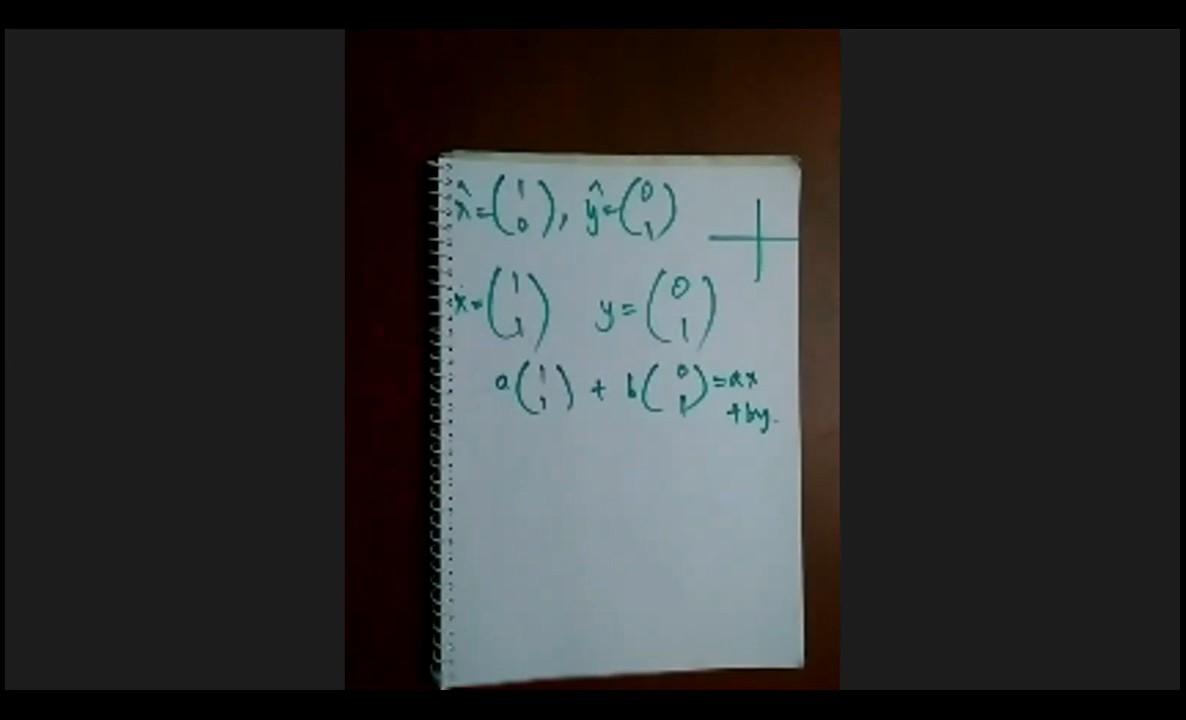 x̂ = (1 0), ŷ = (0 1)
x = (1 1) y = (0 1)
a(1 1) + b(0 1) = ax
+ by.